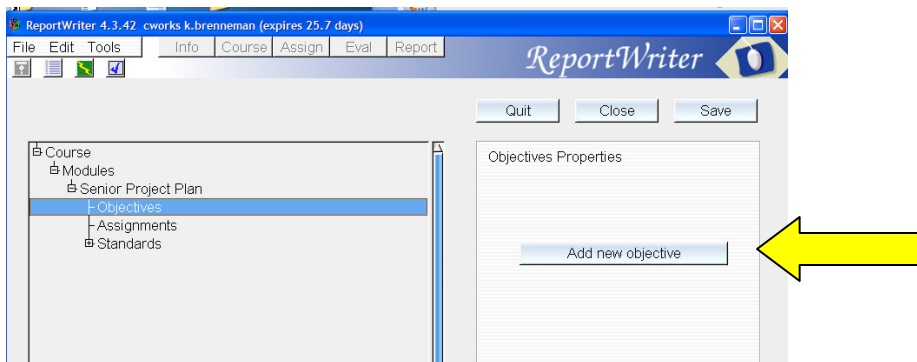 ReportWriter 4.3.42 cworks k.brenneman (expires 25.7 days)
File Edit Tools Info Course Assign Eval Report
ReportWriter
Quit Close Save
Course
Modules
Senior Project Plan
Objectives
Assignments
Standards
Objectives Properties
Add new objective